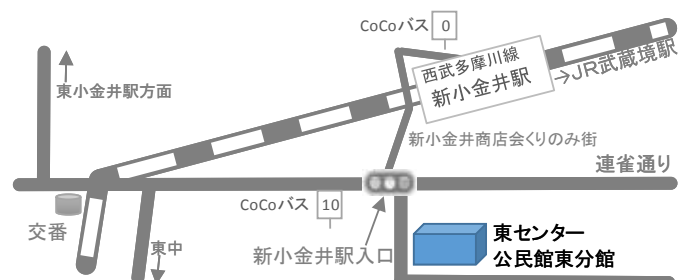 CoCoバス 0
西武多摩川線
新小金井駅
→JR武蔵境駅
東小金井駅方面
新小金井商店会くりのみ街
連雀通り
CoCoバス 10
交番
東中
新小金井駅入口
東センター
公民館東分館